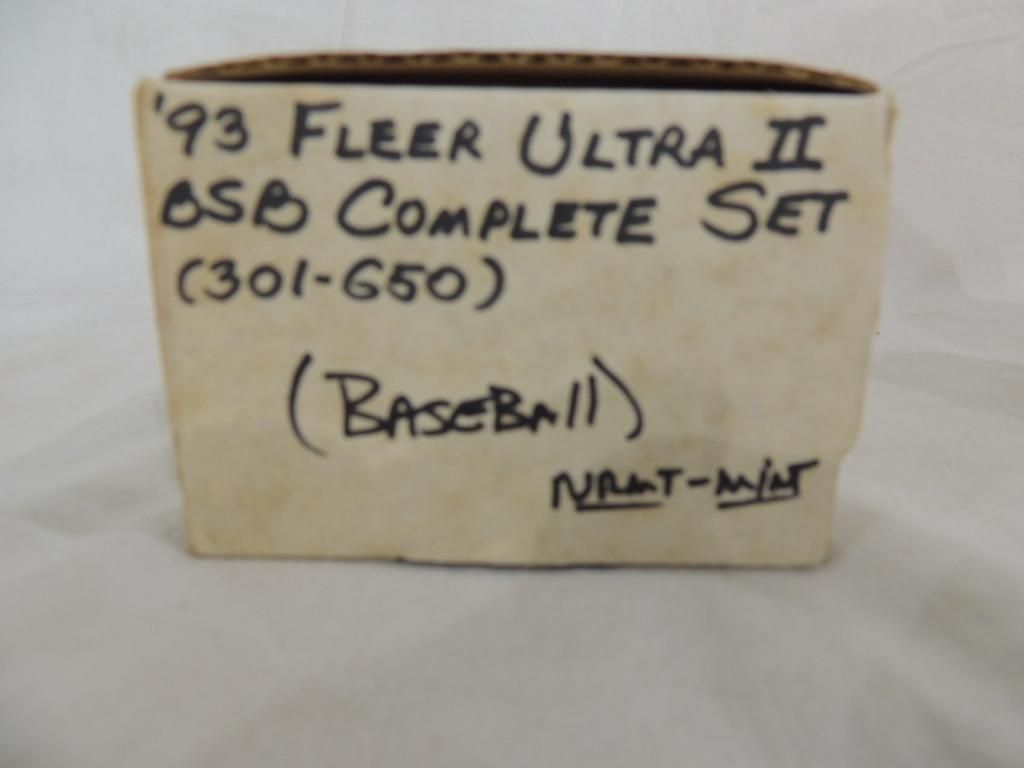 '93 FLEER ULTRA II
BSB COMPLETE SET
(301-650)
(BASEBAll)
NRMT-MINT